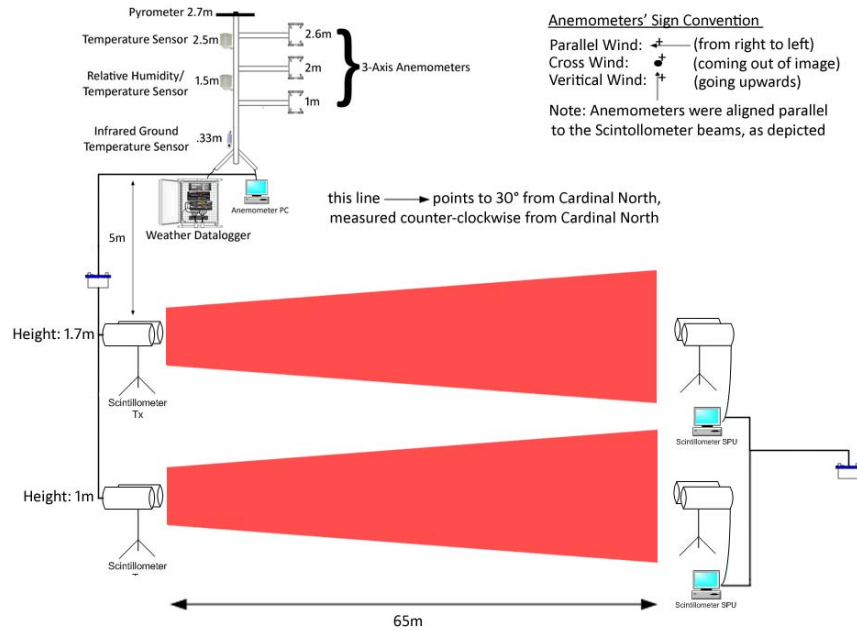 Pyrometer 2.7m
Temperature Sensor
2.5m
2.6m
3-Axis Anemometers
Relative Humidity/
Temperature Sensor
1.5m
2m
1m
Infrared Ground
Temperature Sensor
.33m
Anemometers' Sign Convention
Parallel Wind: + (from right to left)
Cross Wind: + (coming out of image)
Veritical Wind: + (going upwards)
Note: Anemometers were aligned parallel
to the Scintollometer beams, as depicted
Anemometer PC
Weather Datalogger
this line points to 30° from Cardinal North,
measured counter-clockwise from Cardinal North
5m
Height: 1.7m
Scintillometer
Tx
Scintillometer SPU
Height: 1m
Scintillometer
Scintillometer SPU
65m